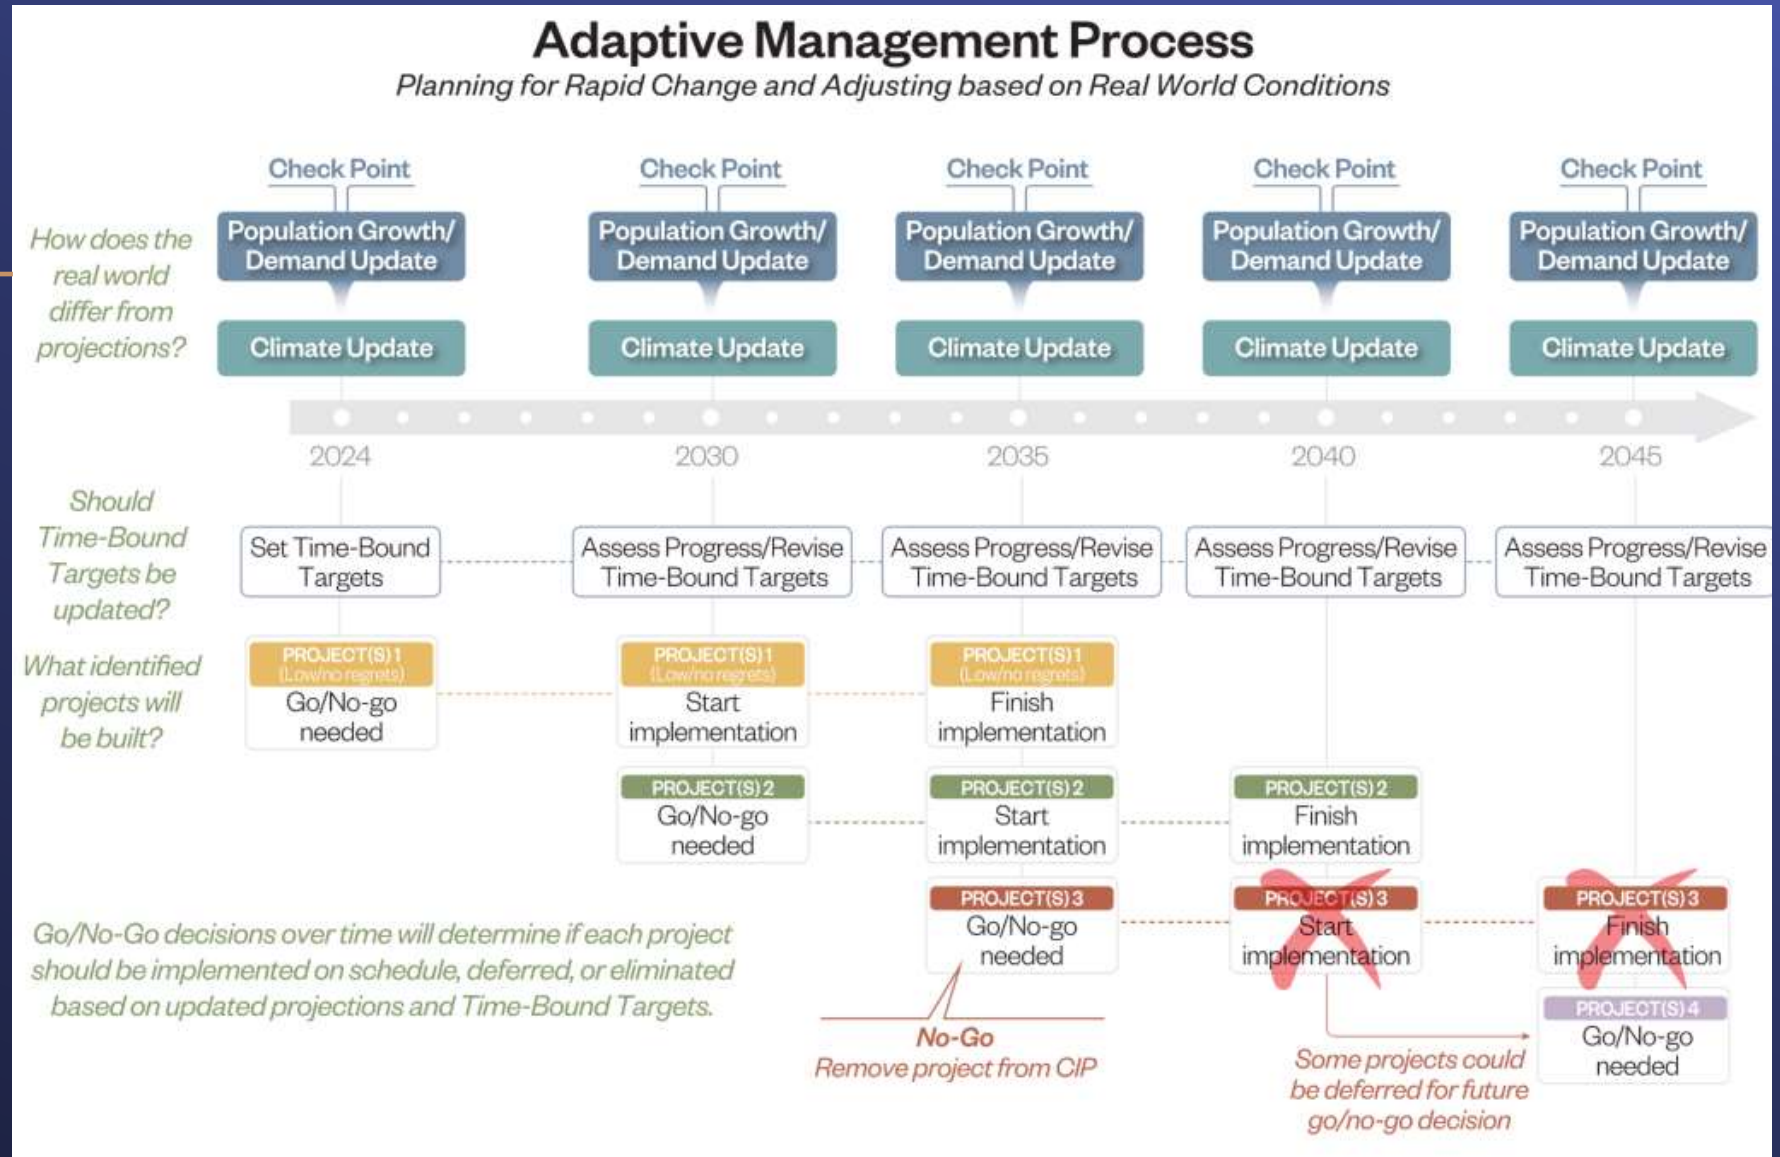 Adaptive Management Process
Planning for Rapid Change and Adjusting based on Real World Conditions
Check Point
Check Point
Check Point
Check Point
Check Point
How does the
real world
differ from
projections?
Population Growth/
Demand Update
Population Growth/
Demand Update
Population Growth/
Demand Update
Population Growth/
Demand Update
Population Growth/
Demand Update
Climate Update
Climate Update
Climate Update
Climate Update
Climate Update
2024
2030
2035
2040
2045
Should
Time-Bound
Targets be
updated?
Set Time-Bound
Targets
Assess Progress/Revise
Time-Bound Targets
Assess Progress/Revise
Time-Bound Targets
Assess Progress/Revise
Time-Bound Targets
Assess Progress/Revise
Time-Bound Targets
What identified
projects will
be built?
PROJECT(S) 1
(Low/no regrets)
Go/No-go
needed
PROJECT(S) 1
(Low/no regrets)
Start
implementation
PROJECT(S) 1
(Low/no regrets)
Finish
implementation
PROJECT(S) 2
Go/No-go
needed
PROJECT(S) 2
Start
implementation
PROJECT(S) 2
Finish
implementation
PROJECT(S) 3
Go/No-go
needed
PROJECT(S) 3
Start
implementation
PROJECT(S) 3
Finish
implementation
Go/No-Go decisions over time will determine if each project
should be implemented on schedule, deferred, or eliminated
based on updated projections and Time-Bound Targets.
No-Go
Remove project from CIP
Some projects could
be deferred for future
go/no-go decision
PROJECT(S) 4
Go/No-go
needed